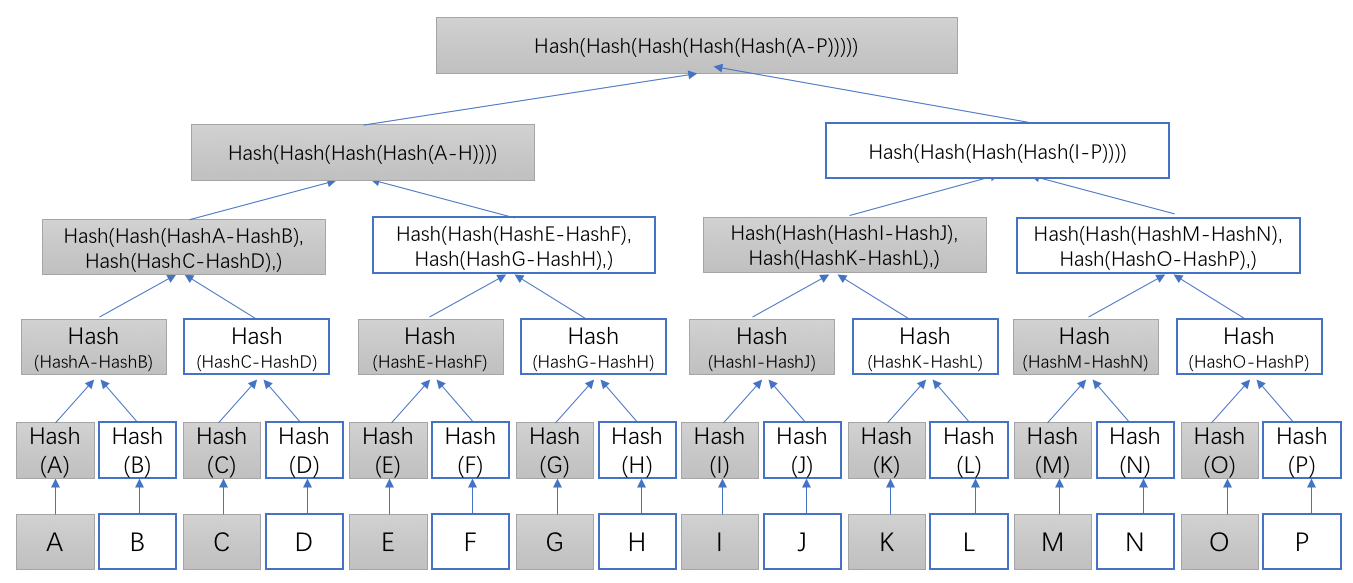 Hash(Hash(Hash(Hash(Hash(A-P)))))
Hash(Hash(Hash(Hash(A-H))))
Hash(Hash(Hash(Hash(I-P))))
Hash(Hash(HashA-HashB),
Hash(HashC-HashD),)
Hash(Hash(HashE-HashF),
Hash(HashG-HashH),)
Hash(Hash(HashI-HashJ),
Hash(HashK-HashL),)
Hash(Hash(HashM-HashN),
Hash(HashO-HashP),)
Hash
(HashA-HashB)
Hash
(HashC-HashD)
Hash
(HashE-HashF)
Hash
(HashG-HashH)
Hash
(HashI-HashJ)
Hash
(HashK-HashL)
Hash
(HashM-HashN)
Hash
(HashO-HashP)
Hash
(A)
Hash
(B)
Hash
(C)
Hash
(D)
Hash
(E)
Hash
(F)
Hash
(G)
Hash
(H)
Hash
(I)
Hash
(J)
Hash
(K)
Hash
(L)
Hash
(M)
Hash
(N)
Hash
(O)
Hash
(P)
A
B
C
D
E
F
G
H
I
J
K
L
M
N
O
P